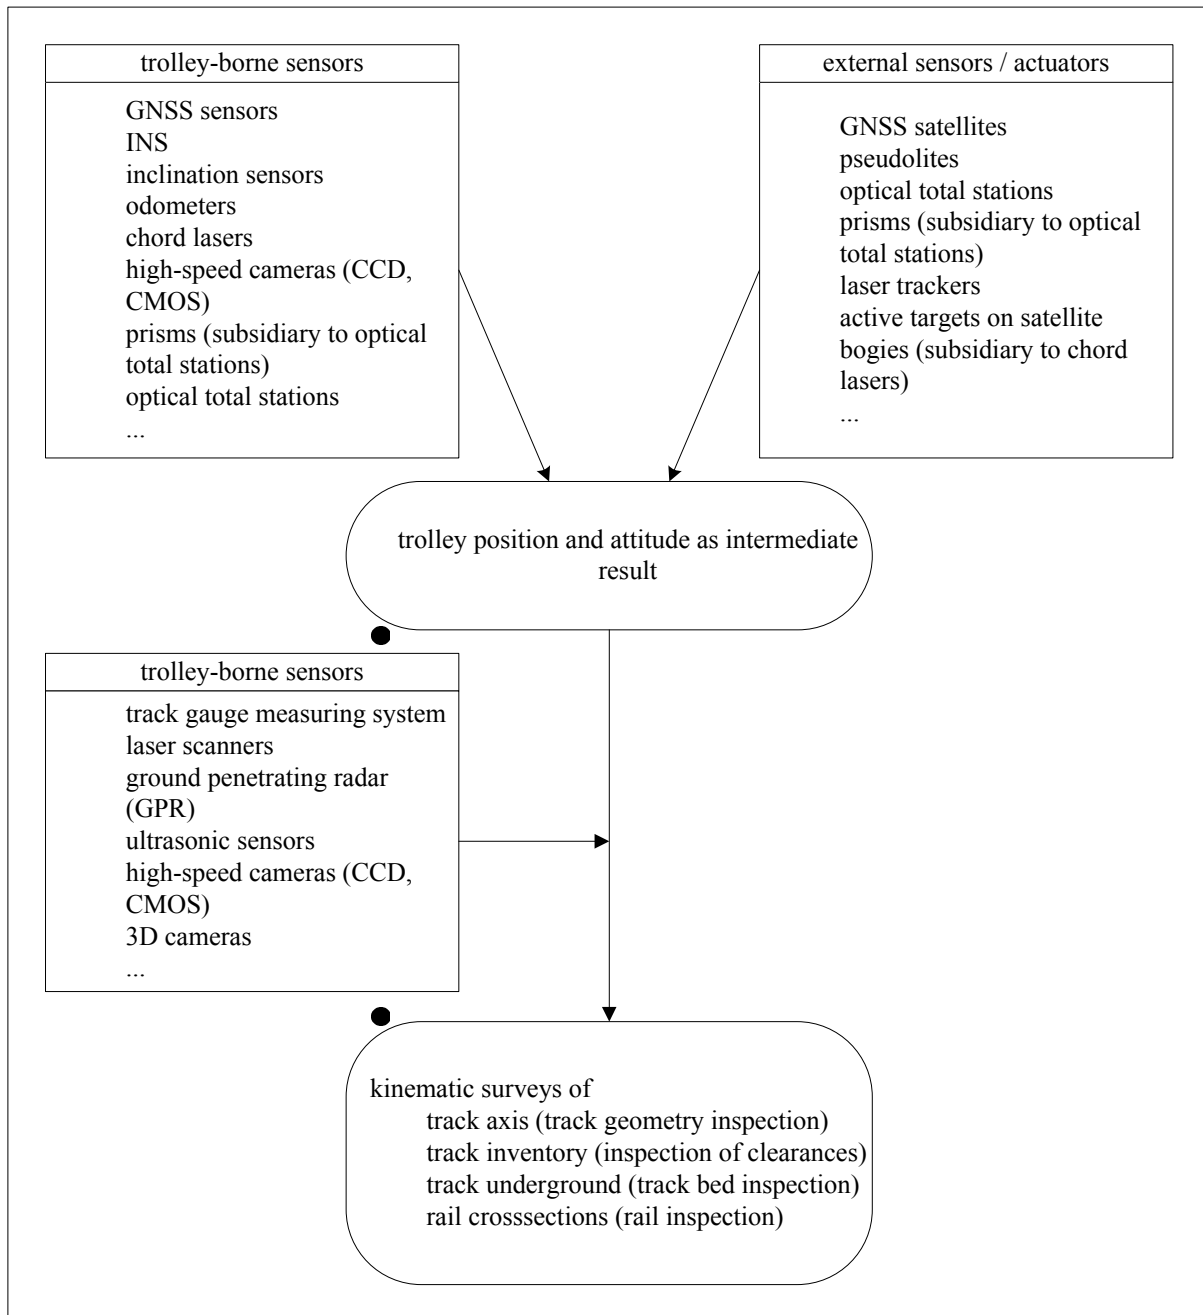 trolley-borne sensors
GNSS sensors
INS
inclination sensors
odometers
chord lasers
high-speed cameras (CCD,
CMOS)
prisms (subsidiary to optical
total stations)
optical total stations
...
external sensors / actuators
GNSS satellites
pseudolites
optical total stations
prisms (subsidiary to optical
total stations)
laser trackers
active targets on satellite
bogies (subsidiary to chord
lasers)
...
trolley position and attitude as intermediate
result
trolley-borne sensors
track gauge measuring system
laser scanners
ground penetrating radar
(GPR)
ultrasonic sensors
high-speed cameras (CCD,
CMOS)
3D cameras
...
kinematic surveys of
track axis (track geometry inspection)
track inventory (inspection of clearances)
track underground (track bed inspection)
rail crosssections (rail inspection)